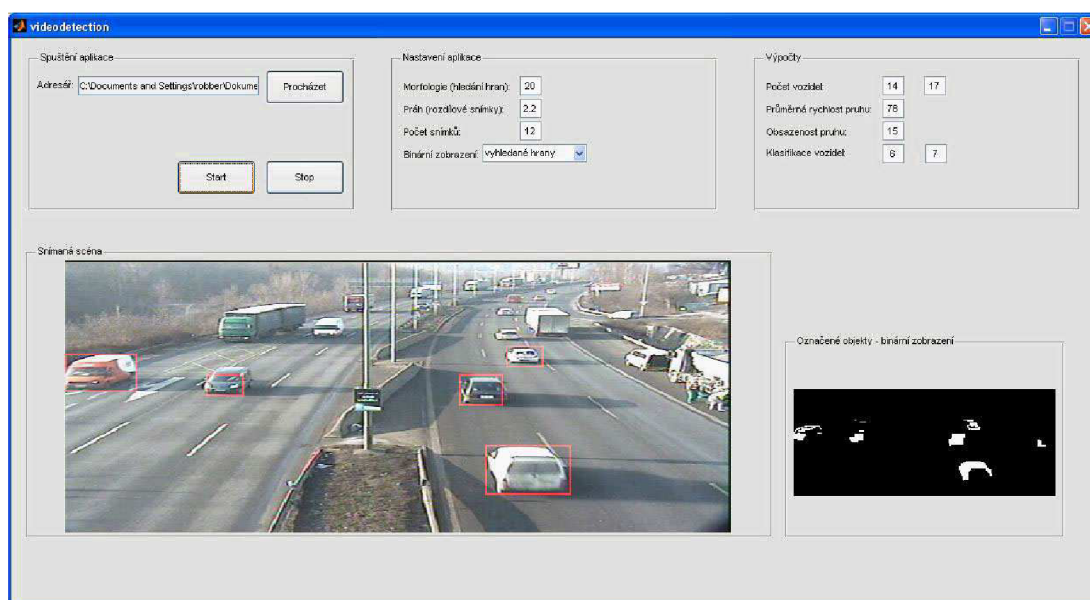 videodetection
Spuštění aplikace
Adresář: C:\Documents and Settings\robber\Dokume
Procházet
Start
Stop
Nastavení aplikace
Morfologie (hledání hran): 20
Práh (rozdílové snímky): 2.2
Počet snímků: 12
Binární zobrazení: vyhledané hrany
Výpočty
Počet vozidel: 14 17
Průměrná rychlost pruhu: 78
Obsazenost pruhu: 15
Klasifikace vozidel: 6 7
Snímaná scéna
Označené objekty - binární zobrazení